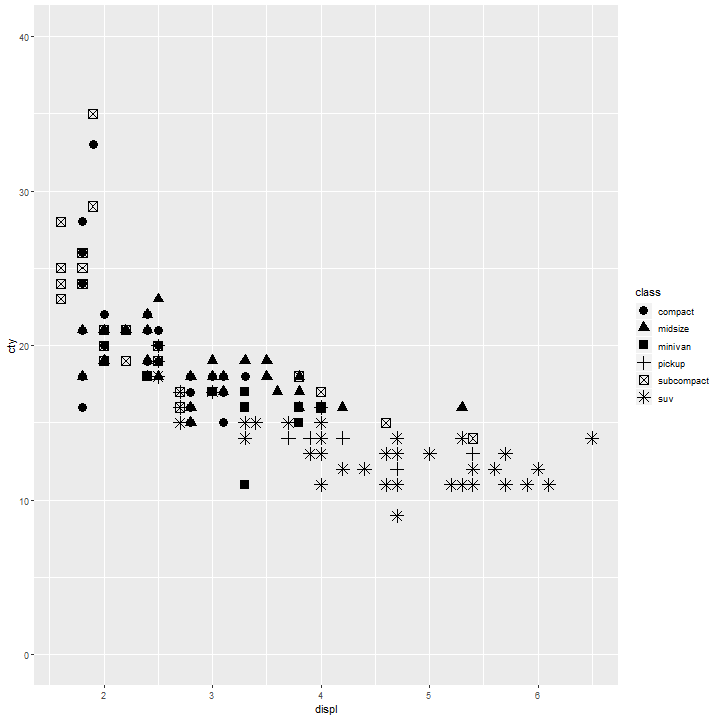 40
30
20
10
0
cty
2 3 4 5 6
displ
class
compact
midsize
minivan
pickup
subcompact
suv